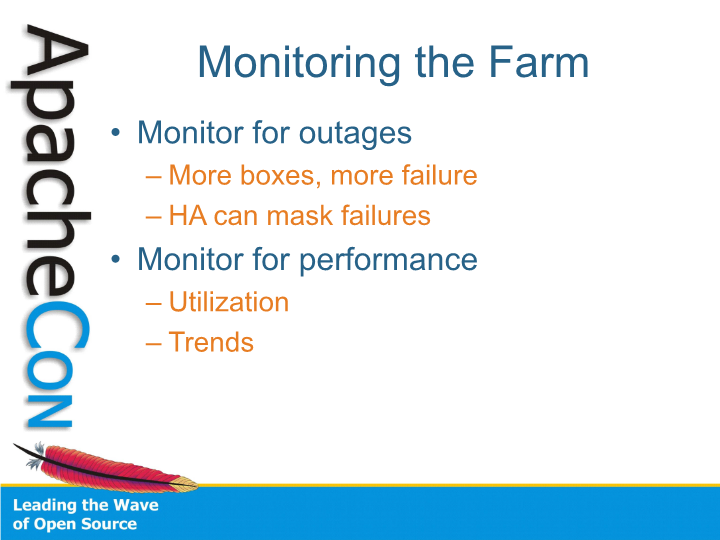 ApacheCon
Monitoring the Farm
• Monitor for outages
– More boxes, more failure
– HA can mask failures
• Monitor for performance
– Utilization
– Trends
Leading the Wave
of Open Source